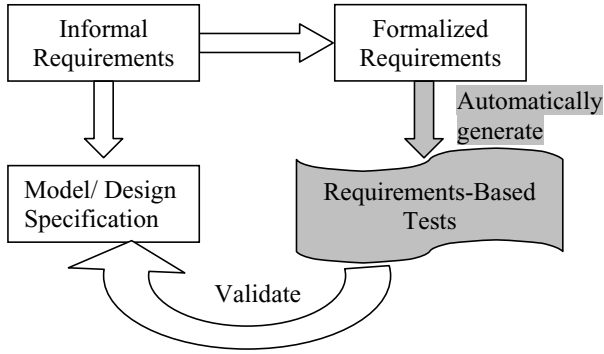 Informal
Requirements
Formalized
Requirements
Automatically
generate
Model/ Design
Specification
Requirements-Based
Tests
Validate